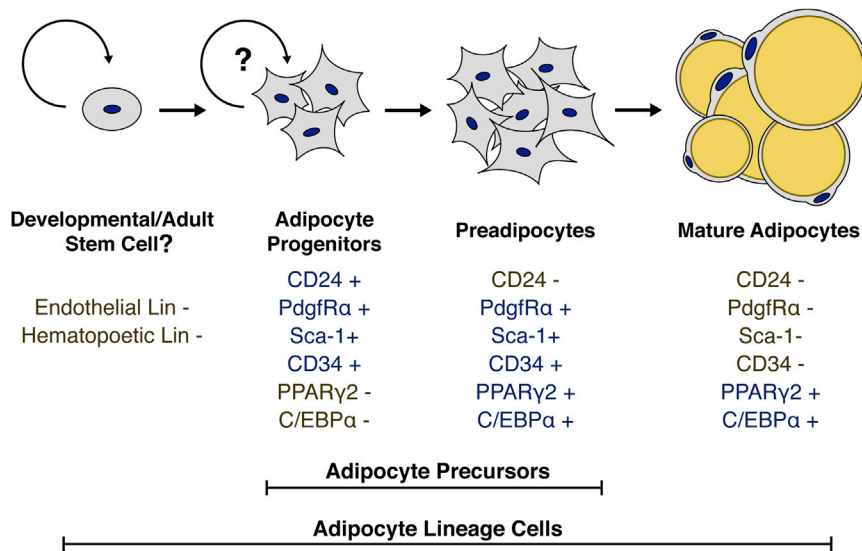 ?
Developmental/Adult
Stem Cell?
Endothelial Lin -
Hematopoetic Lin -
Adipocyte
Progenitors
CD24 +
PdgfRα +
Sca-1+
CD34 +
PPARγ2 -
C/EBPα -
Preadipocytes
CD24 -
PdgfRα +
Sca-1+
CD34 +
PPARγ2 +
C/EBPα +
Mature Adipocytes
CD24 -
PdgfRα -
Sca-1-
CD34 -
PPARγ2 +
C/EBPα +
Adipocyte Precursors
Adipocyte Lineage Cells